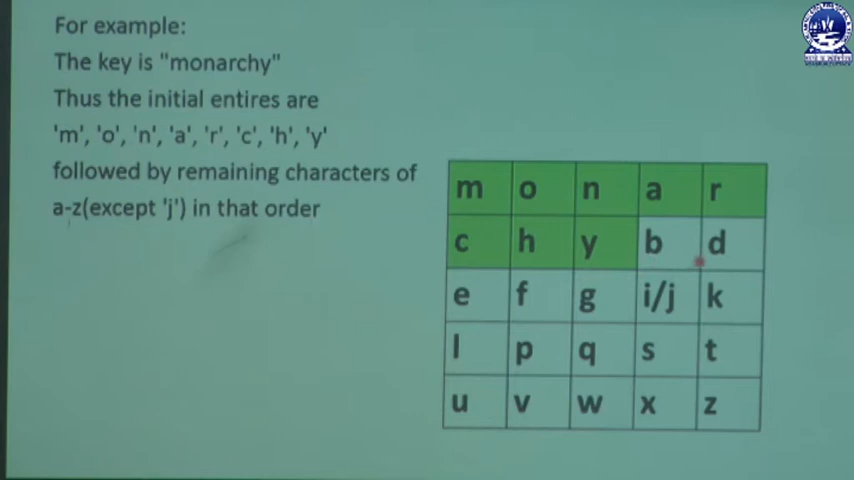 For example:
The key is "monarchy"
Thus the initial entires are
'm', 'o', 'n', 'a', 'r', 'c', 'h', 'y'
followed by remaining characters of
a-z(except 'j') in that order
m o n a r
c h y b d
e f g i/j k
l p q s t
u v w x z